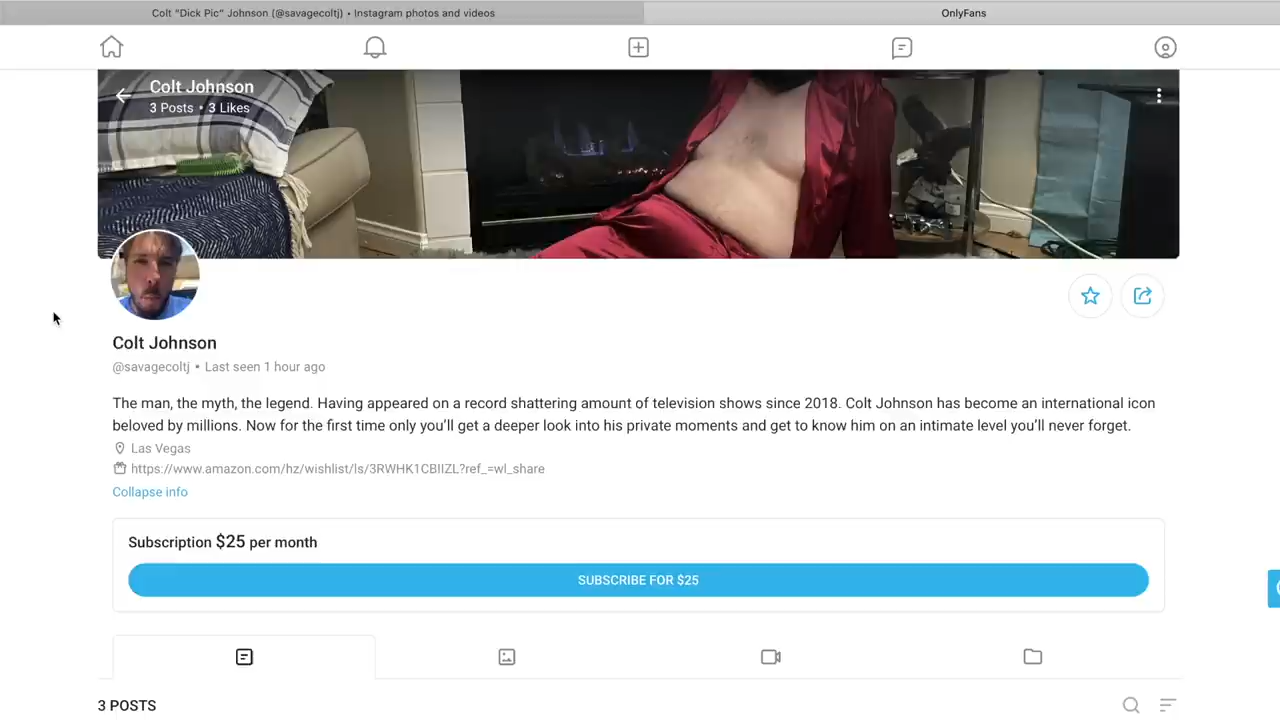 Colt "Dick Pic" Johnson (@savagecoltj) • Instagram photos and videos
OnlyFans
Colt Johnson
3 Posts • 3 Likes
Colt Johnson
@savagecoltj • Last seen 1 hour ago
The man, the myth, the legend. Having appeared on a record shattering amount of television shows since 2018. Colt Johnson has become an international icon
beloved by millions. Now for the first time only you'll get a deeper look into his private moments and get to know him on an intimate level you'll never forget.
Las Vegas
https://www.amazon.com/hz/wishlist/ls/3RWHK1CBIIZL?ref_=wl_share
Collapse info
Subscription $25 per month
SUBSCRIBE FOR $25
3 POSTS